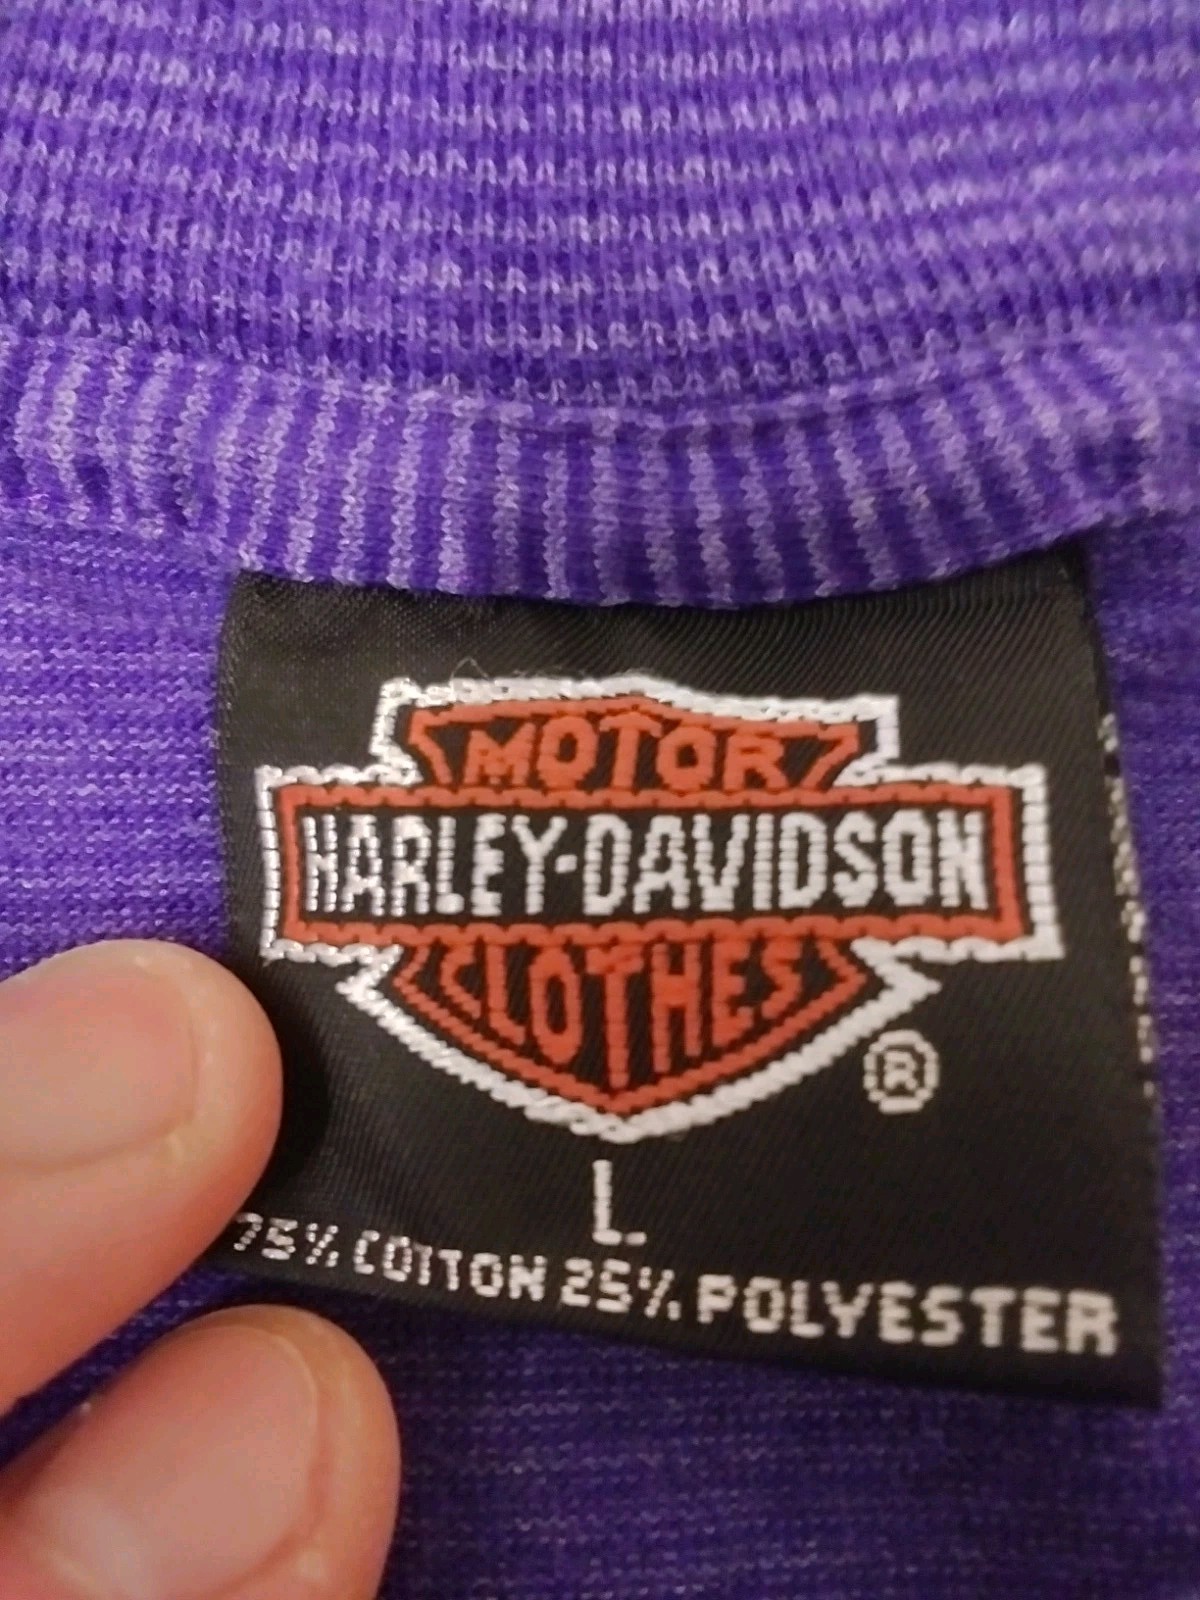 MOTOR
HARLEY-DAVIDSON
CLOTHES
®
L
75% COTTON 25% POLYESTER